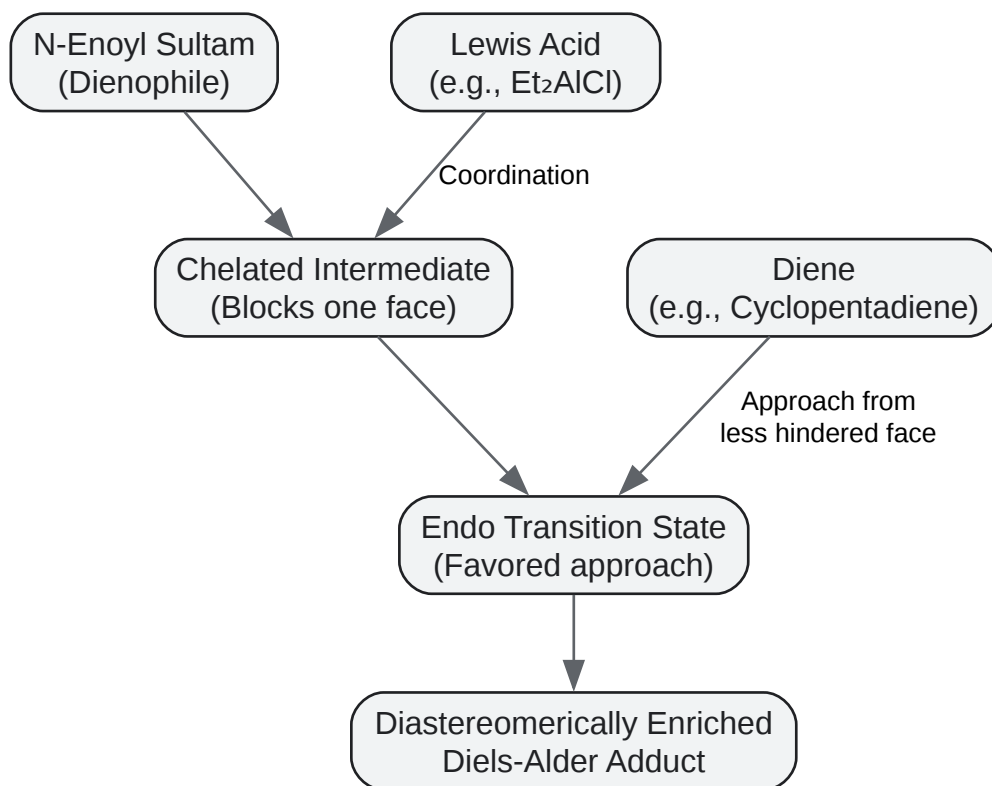 N-Enoyl Sultam
(Dienophile)
Lewis Acid
(e.g., Et₂AlCl)
Coordination
Chelated Intermediate
(Blocks one face)
Diene
(e.g., Cyclopentadiene)
Approach from
less hindered face
Endo Transition State
(Favored approach)
Diastereomerically Enriched
Diels-Alder Adduct